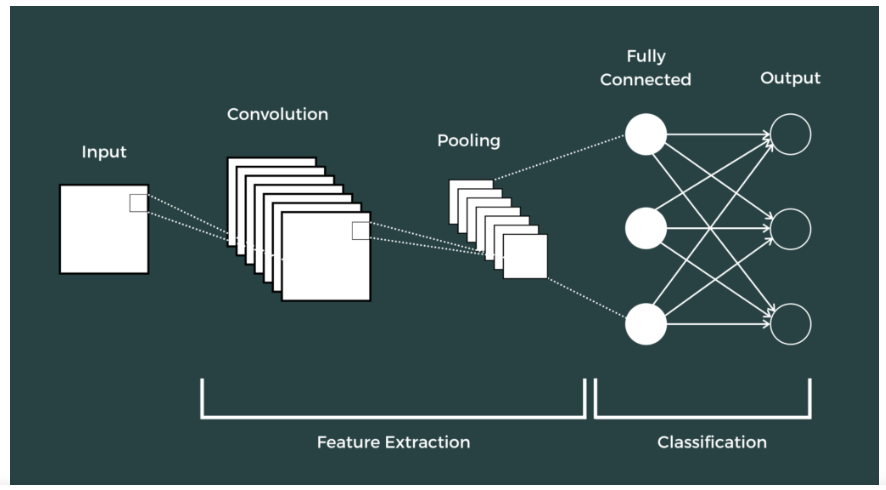 Input
Convolution
Pooling
Fully
Connected
Output
Feature Extraction
Classification